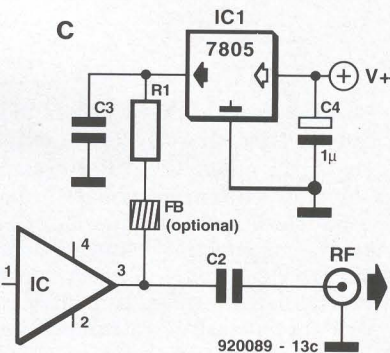 C
IC1
7805
V+
C3
R1
C4
1µ
FB
(optional)
4
1
IC
3
2
C2
RF
920089 - 13c